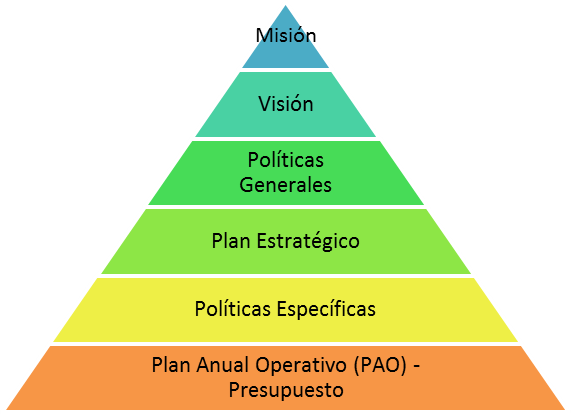 Misión
Visión
Políticas
Generales
Plan Estratégico
Políticas Específicas
Plan Anual Operativo (PAO) -
Presupuesto